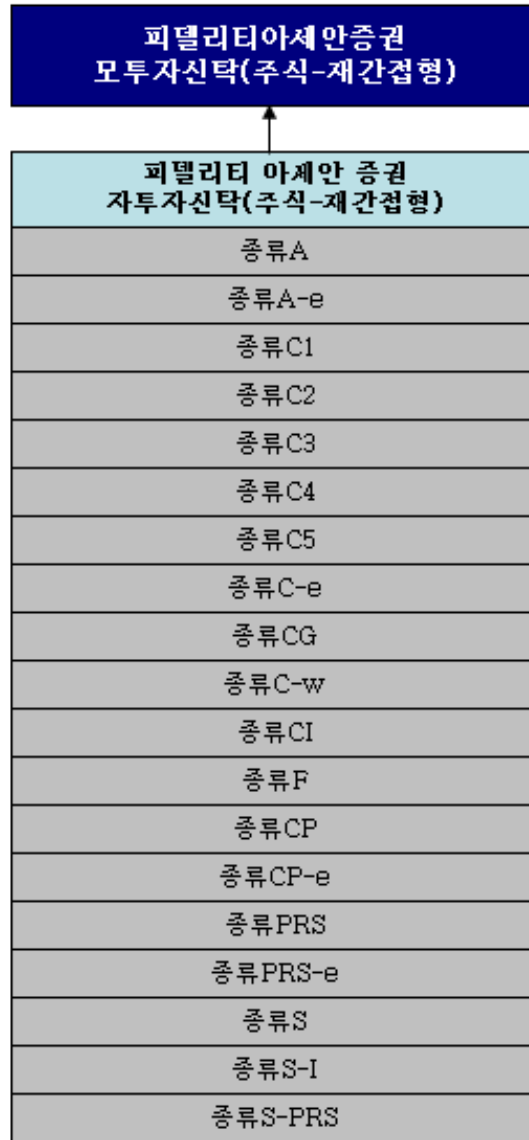 피델리티아세안증권
모투자신탁(주식-재간접형)
피델리티 아세안 증권
자투자신탁(주식-재간접형)
종류A
종류A-e
종류C1
종류C2
종류C3
종류C4
종류C5
종류C-e
종류CG
종류C-w
종류CI
종류F
종류CP
종류CP-e
종류PRS
종류PRS-e
종류S
종류S-I
종류S-PRS